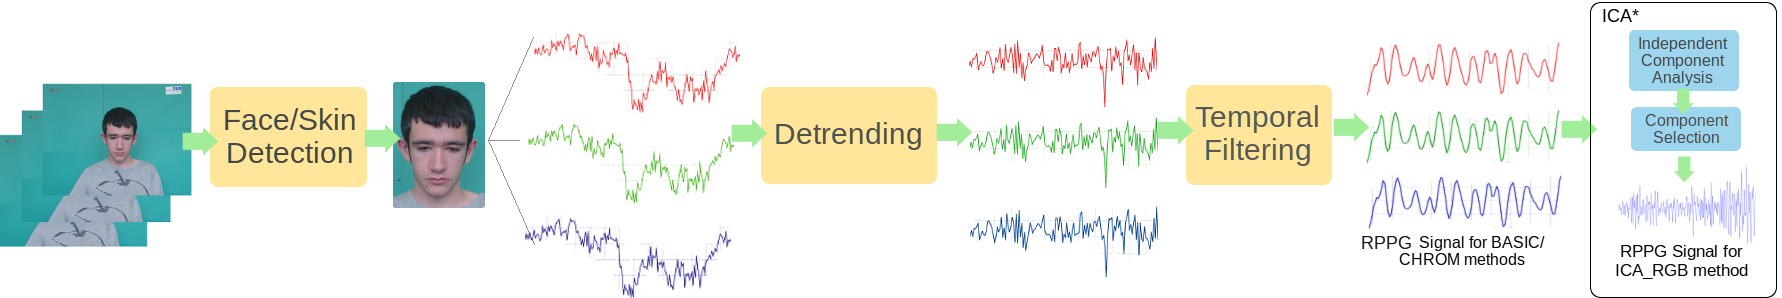 Face/Skin
Detection
Detrending
Temporal
Filtering
RPPG Signal for BASIC/
CHROM methods
ICA*
Independent
Component
Analysis
Component
Selection
RPPG Signal for
ICA_RGB method